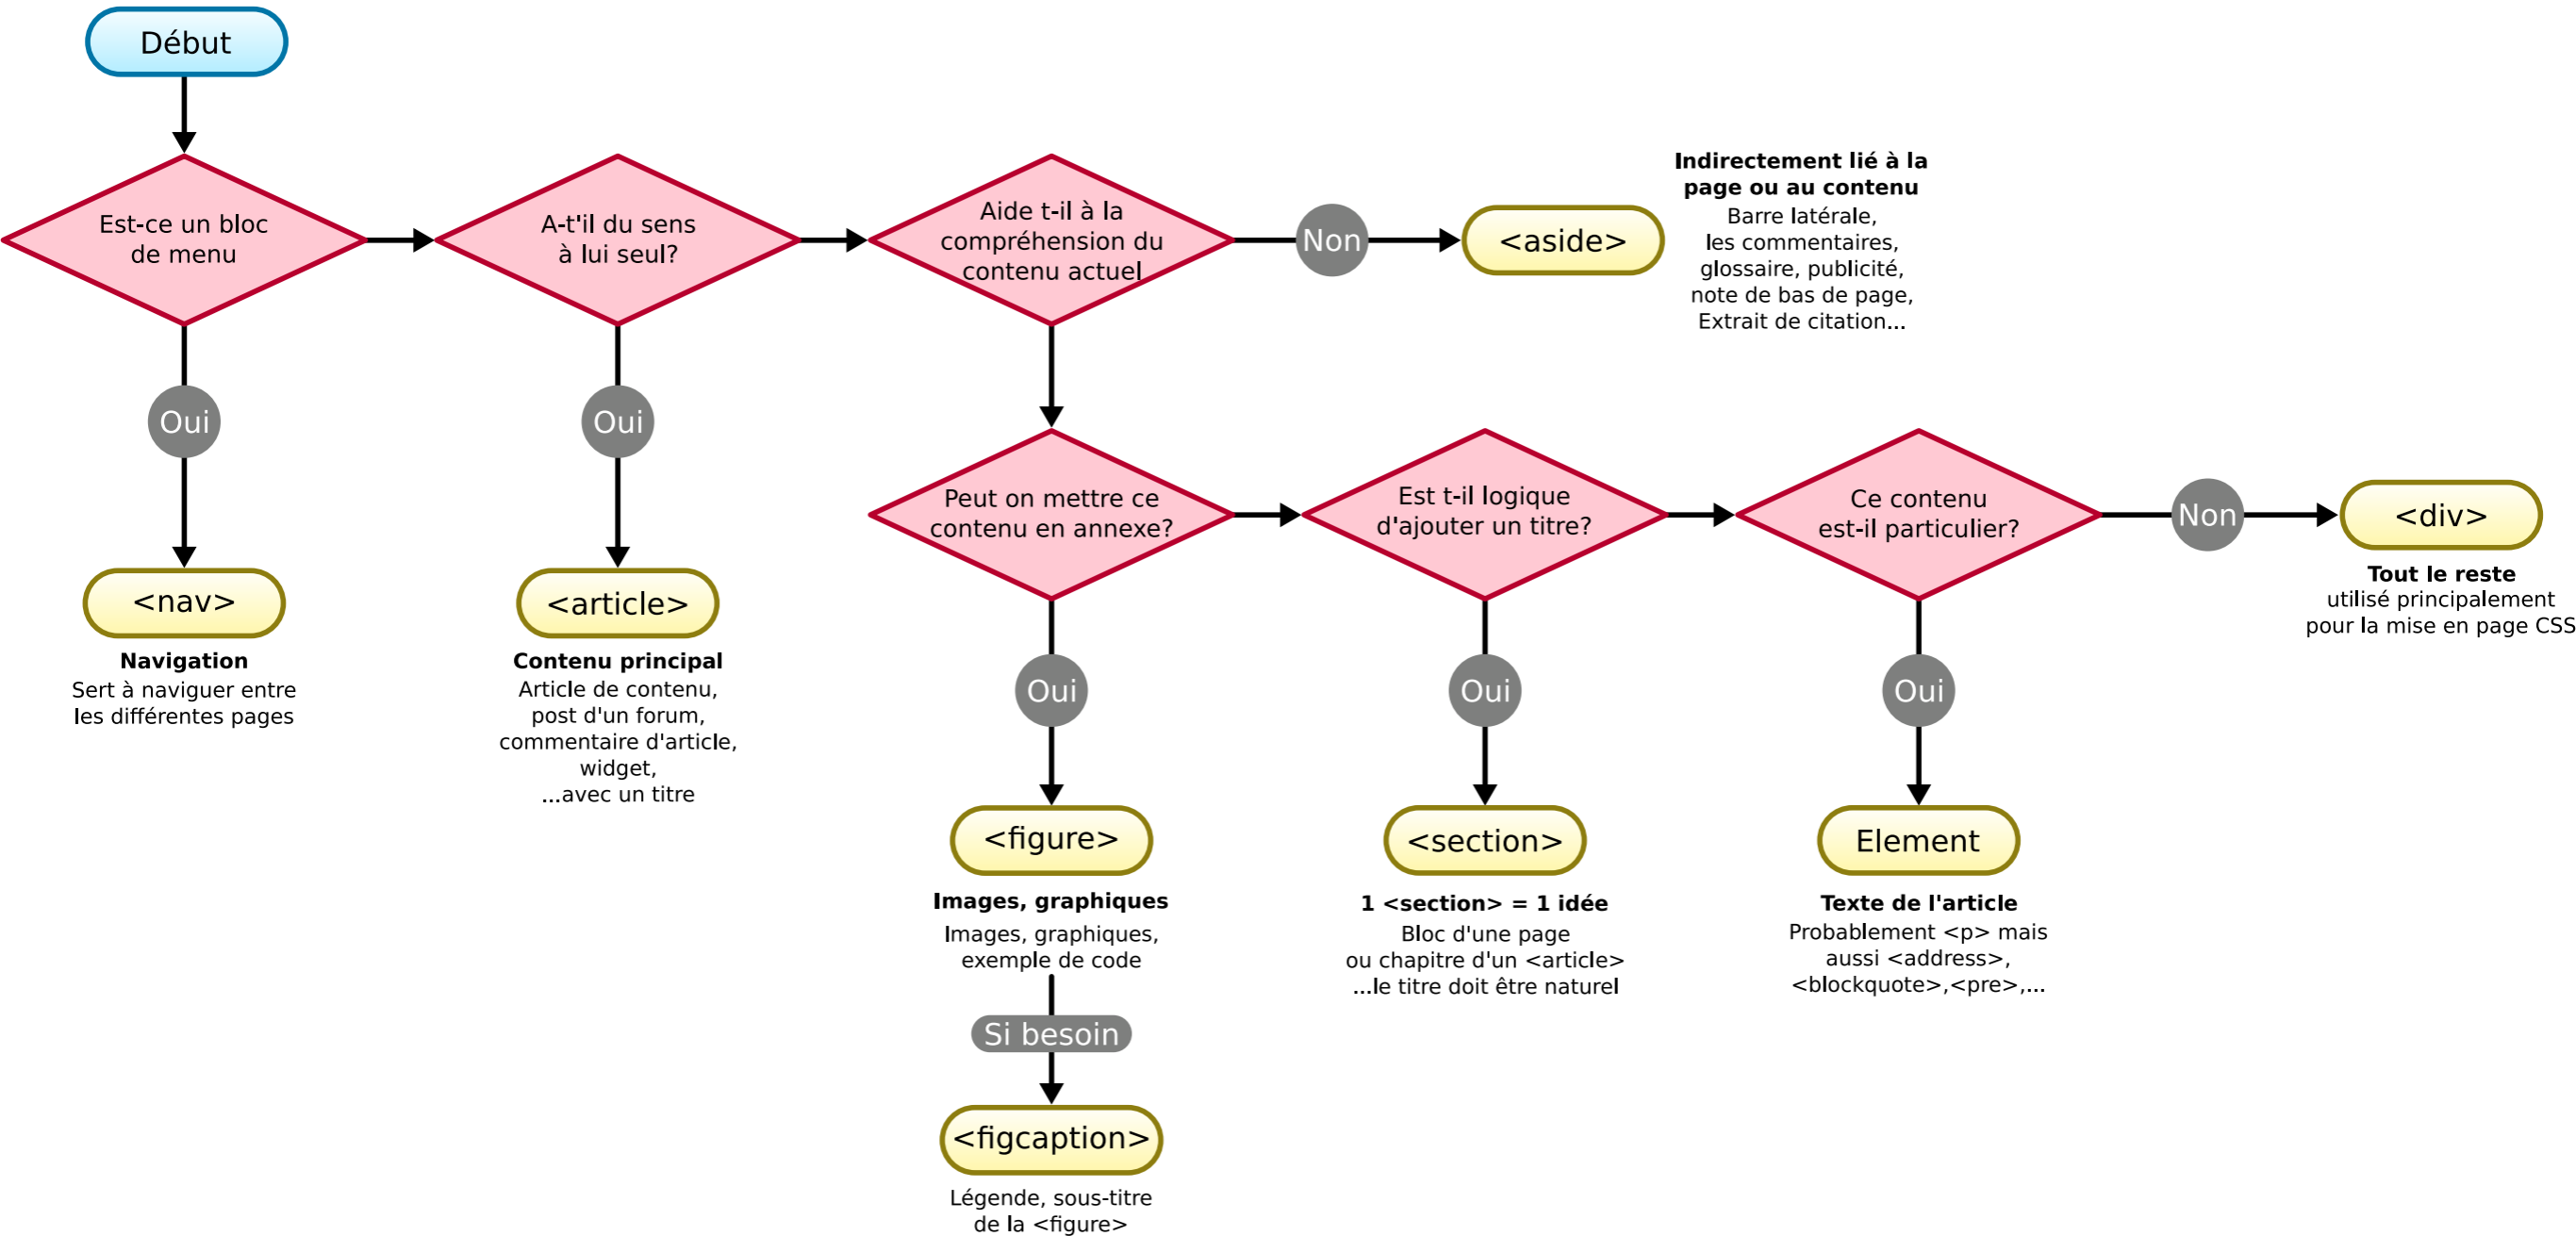 Début
Est-ce un bloc
de menu
A-t'il du sens
à lui seul?
Aide t-il à la
compréhension du
contenu actuel
Non
<aside>
Indirectement lié à la
page ou au contenu
Barre latérale,
les commentaires,
glossaire, publicité,
note de bas de page,
Extrait de citation...
Oui
<nav>
Navigation
Sert à naviguer entre
les différentes pages
Oui
<article>
Contenu principal
Article de contenu,
post d'un forum,
commentaire d'article,
widget,
...avec un titre
Peut on mettre ce
contenu en annexe?
Est t-il logique
d'ajouter un titre?
Ce contenu
est-il particulier?
Non
<div>
Tout le reste
utilisé principalement
pour la mise en page CSS
Oui
<figure>
Images, graphiques
Images, graphiques,
exemple de code
Si besoin
<figcaption>
Légende, sous-titre
de la <figure>
Oui
<section>
1 <section> = 1 idée
Bloc d'une page
ou chapitre d'un <article>
...le titre doit être naturel
Oui
Element
Texte de l'article
Probablement <p> mais
aussi <address>,
<blockquote>,<pre>,...